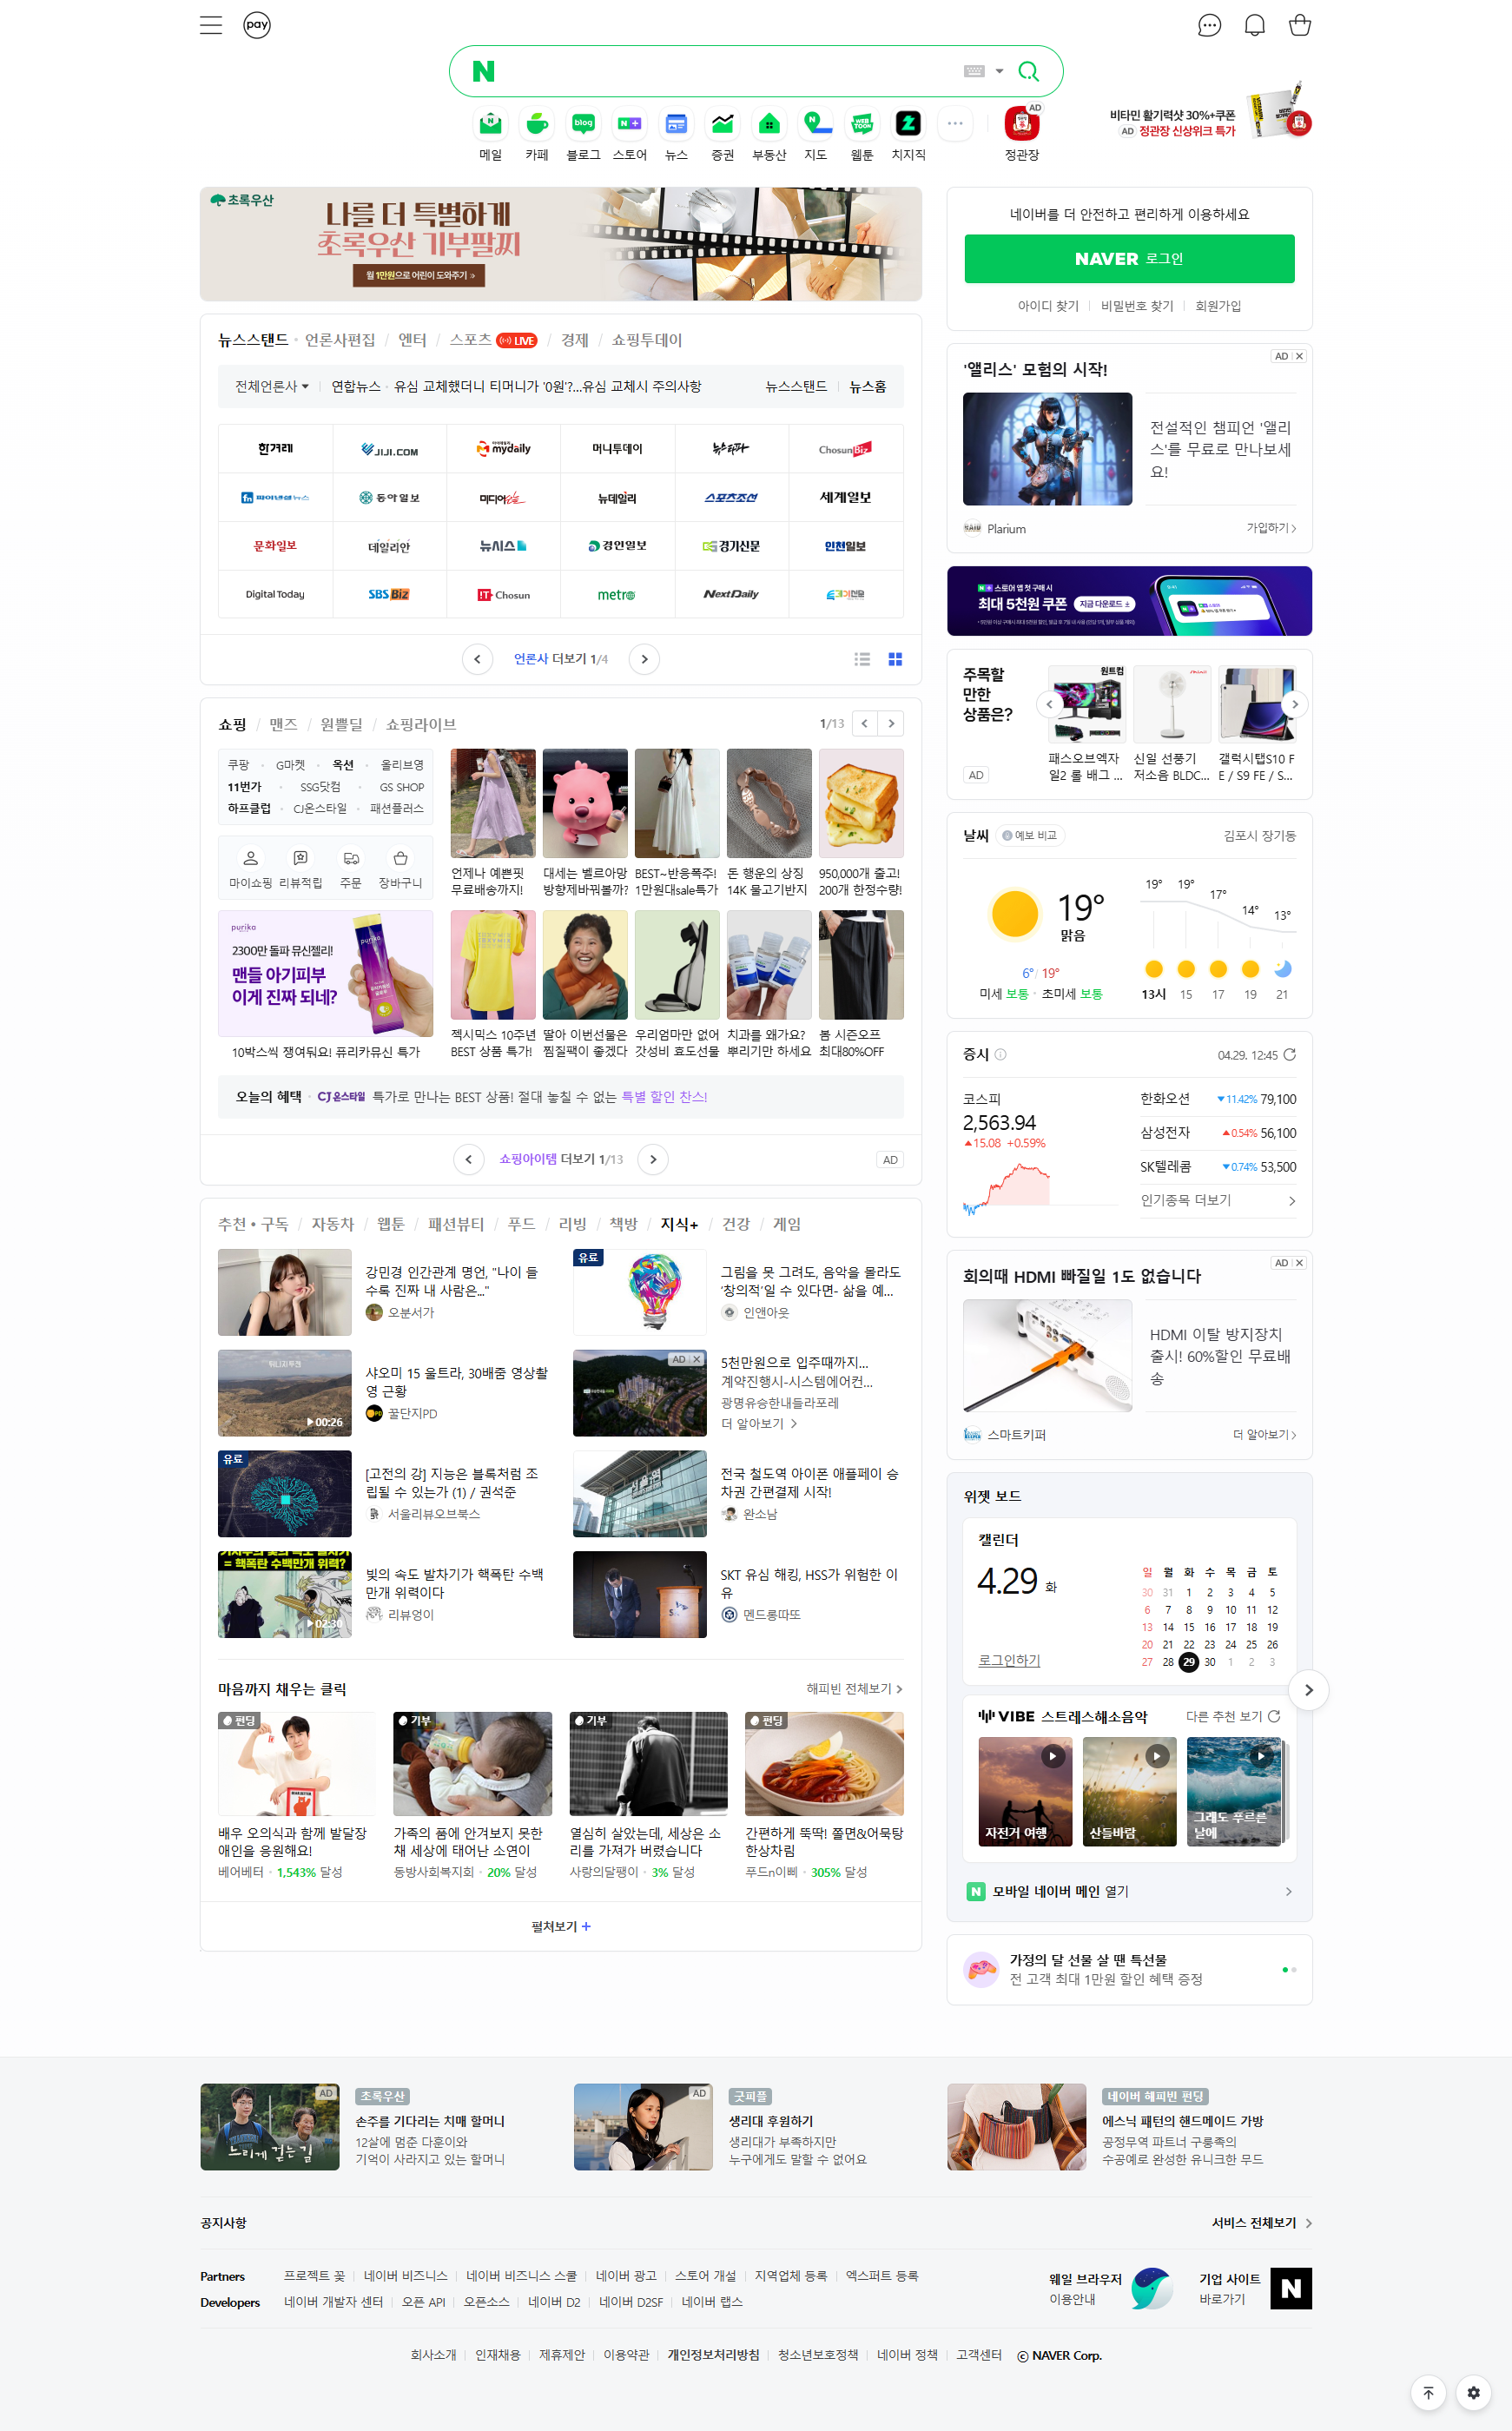 pay
N
메일
카페
블로그
스토어
뉴스
증권
부동산
지도
웹툰
치지직
정관장
AD
비타민 활기력샷 30%+쿠폰
AD 정관장 신상위크 특가
초록우산
나를 더 특별하게
초록우산 기부팔찌
월 1만원으로 어린이 도와주기 >
네이버를 더 안전하고 편리하게 이용하세요
NAVER 로그인
아이디 찾기
비밀번호 찾기
회원가입
뉴스스탠드 · 언론사편집 / 엔터 / 스포츠 LIVE / 경제 / 쇼핑투데이
전체언론사
연합뉴스 · 유심 교체했더니 티머니가 '0원'?...유심 교체시 주의사항
뉴스스탠드
뉴스홈
한겨레
JIJI.COM
mydaily
머니투데이
뉴스타파
ChosunBiz
파이낸셜뉴스
동아일보
미디어오늘
뉴데일리
스포츠조선
세계일보
문화일보
데일리안
뉴시스
경인일보
경기신문
인천일보
Digital Today
SBS Biz
IT Chosun
metro
NextDaily
언론사 더보기 1/4
AD
'앨리스' 모험의 시작!
전설적인 챔피언 '앨리
스'를 무료로 만나보세
요!
Plarium
가입하기
스토어 앱 첫 구매 시
최대 5천원 쿠폰
지금 다운로드
주목할
만한
상품은?
AD
원트컴
패스오브엑자
일2 롤 배그 ...
신일 선풍기
저소음 BLDC...
갤럭시탭S10 F
E / S9 FE / S...
쇼핑 / 맨즈 / 원쁠딜 / 쇼핑라이브
1/13
쿠팡 · G마켓 · 옥션 · 올리브영
11번가 · SSG닷컴 · GS SHOP
하프클럽 · CJ온스타일 · 패션플러스
마이쇼핑
리뷰적립
주문
장바구니
purika
2300만 돌파 뮤신젤리!
맨들 아기피부
이게 진짜 되네?
10박스씩 쟁여둬요! 퓨리카뮤신 특가
언제나 예쁜핏
무료배송까지!
대세는 벨르아망
방향제바꿔볼까?
BEST~반응폭주!
1만원대sale특가
돈 행운의 상징
14K 물고기반지
950,000개 출고!
200개 한정수량!
젝시믹스 10주년
BEST 상품 특가!
딸아 이번선물은
찜질팩이 좋겠다
우리엄마만 없어
갓성비 효도선물
치과를 왜가요?
뿌리기만 하세요
봄 시즌오프
최대80%OFF
오늘의 혜택 · CJ온스타일 특가로 만나는 BEST 상품! 절대 놓칠 수 없는 특별 할인 찬스!
쇼핑아이템 더보기 1/13
AD
날씨
예보 비교
김포시 장기동
19°
맑음
6° / 19°
미세 보통 · 초미세 보통
19° 19° 17° 14° 13°
13시 15 17 19 21
증시
04.29. 12:45
코스피
2,563.94
▲15.08 +0.59%
한화오션 ▼11.42% 79,100
삼성전자 ▲0.54% 56,100
SK텔레콤 ▼0.74% 53,500
인기종목 더보기
추천 • 구독 / 자동차 / 웹툰 / 패션뷰티 / 푸드 / 리빙 / 책방 / 지식+ / 건강 / 게임
강민경 인간관계 명언, "나이 들
수록 진짜 내 사람은..."
오분서가
유료
그림을 못 그려도, 음악을 몰라도
'창의적'일 수 있다면- 삶을 예...
인앤아웃
00:26
샤오미 15 울트라, 30배줌 영상촬
영 근황
꿀단지PD
AD
5천만원으로 입주때까지...
계약진행시-시스템에어컨...
광명유승한내들라포레
더 알아보기
유료
[고전의 강] 지능은 블록처럼 조
립될 수 있는가 (1) / 권석준
서울리뷰오브북스
전국 철도역 아이폰 애플페이 승
차권 간편결제 시작!
완소남
= 핵폭탄 수백만개 위력?
02:30
빛의 속도 발차기가 핵폭탄 수백
만개 위력이다
리뷰엉이
SKT 유심 해킹, HSS가 위험한 이
유
멘드롱따또
AD
회의때 HDMI 빠질일 1도 없습니다
HDMI 이탈 방지장치
출시! 60%할인 무료배
송
스마트키퍼
더 알아보기
위젯 보드
캘린더
4.29 화
로그인하기
일 월 화 수 목 금 토
30 31 1 2 3 4 5
6 7 8 9 10 11 12
13 14 15 16 17 18 19
20 21 22 23 24 25 26
27 28 29 30 1 2 3
VIBE 스트레스해소음악
다른 추천 보기
자전거 여행
산들바람
그래도 푸르른
날에
N 모바일 네이버 메인 열기
가정의 달 선물 살 땐 특선물
전 고객 최대 1만원 할인 혜택 증정
마음까지 채우는 클릭
해피빈 전체보기
펀딩
배우 오의식과 함께 발달장
애인을 응원해요!
베어베터 · 1,543% 달성
기부
가족의 품에 안겨보지 못한
채 세상에 태어난 소연이
동방사회복지회 · 20% 달성
기부
열심히 살았는데, 세상은 소
리를 가져가 버렸습니다
사랑의달팽이 · 3% 달성
펀딩
간편하게 뚝딱! 쫄면&어묵탕
한상차림
푸드n이삐 · 305% 달성
펼쳐보기 +
AD
느리게 걷는 길
초록우산
손주를 기다리는 치매 할머니
12살에 멈춘 다훈이와
기억이 사라지고 있는 할머니
AD
굿피플
생리대 후원하기
생리대가 부족하지만
누구에게도 말할 수 없어요
네이버 해피빈 펀딩
에스닉 패턴의 핸드메이드 가방
공정무역 파트너 구룽족의
수공예로 완성한 유니크한 무드
공지사항
서비스 전체보기
Partners 프로젝트 꽃 네이버 비즈니스 네이버 비즈니스 스쿨 네이버 광고 스토어 개설 지역업체 등록 엑스퍼트 등록
Developers 네이버 개발자 센터 오픈 API 오픈소스 네이버 D2 네이버 D2SF 네이버 랩스
웨일 브라우저
이용안내
기업 사이트
바로가기
N
회사소개 인재채용 제휴제안 이용약관 개인정보처리방침 청소년보호정책 네이버 정책 고객센터 ⓒ NAVER Corp.